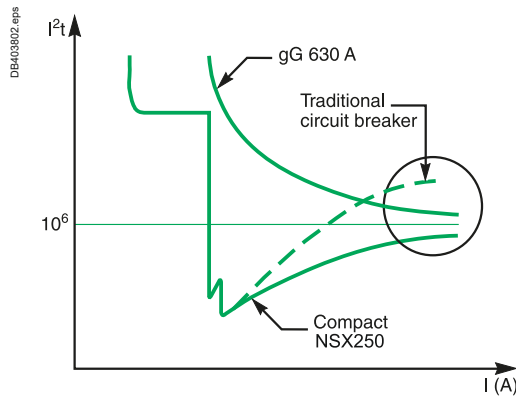 DB403802.eps
I²t
gG 630 A
Traditional
circuit breaker
10⁶
Compact
NSX250
I (A)